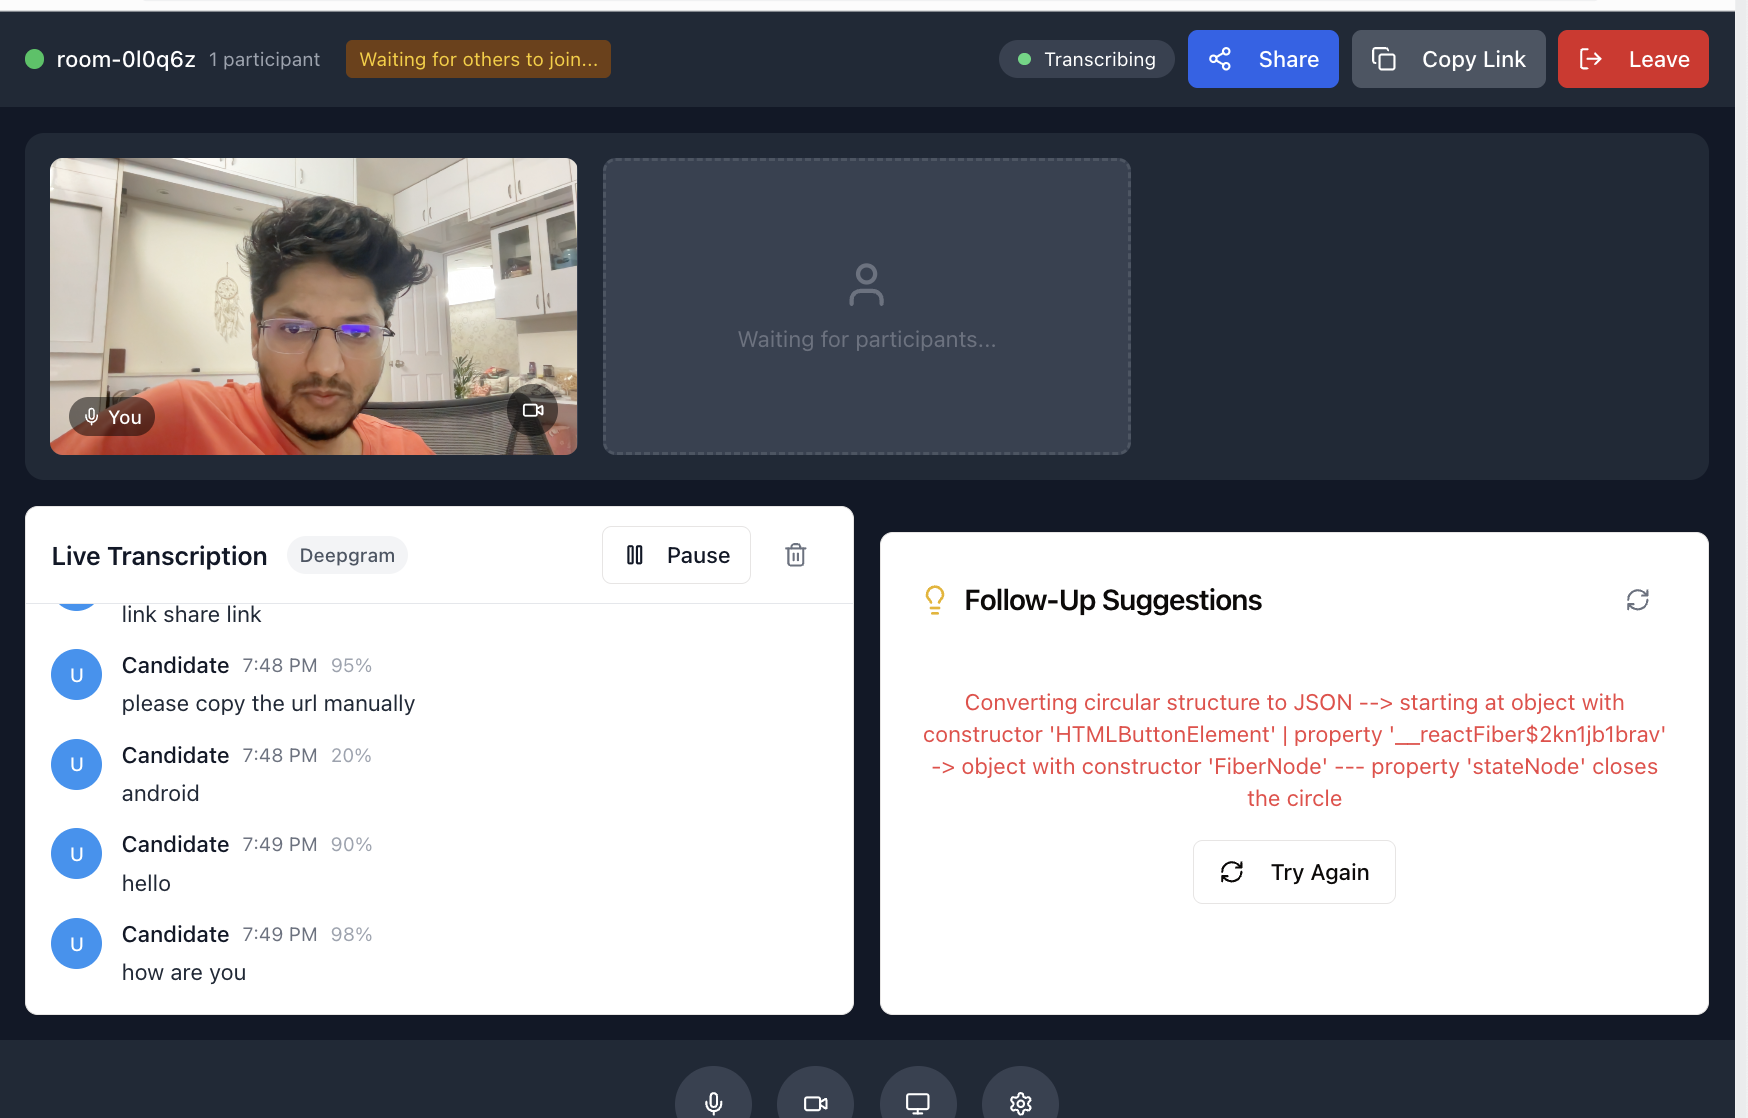 room-0l0q6z 1 participant Waiting for others to join... Transcribing Share Copy Link Leave
Waiting for participants...
You
Live Transcription Deepgram Pause
link share link
U Candidate 7:48 PM 95%
please copy the url manually
U Candidate 7:48 PM 20%
android
U Candidate 7:49 PM 90%
hello
U Candidate 7:49 PM 98%
how are you
Follow-Up Suggestions
Converting circular structure to JSON --> starting at object with
constructor 'HTMLButtonElement' | property '__reactFiber$2kn1jb1brav'
-> object with constructor 'FiberNode' --- property 'stateNode' closes
the circle
Try Again